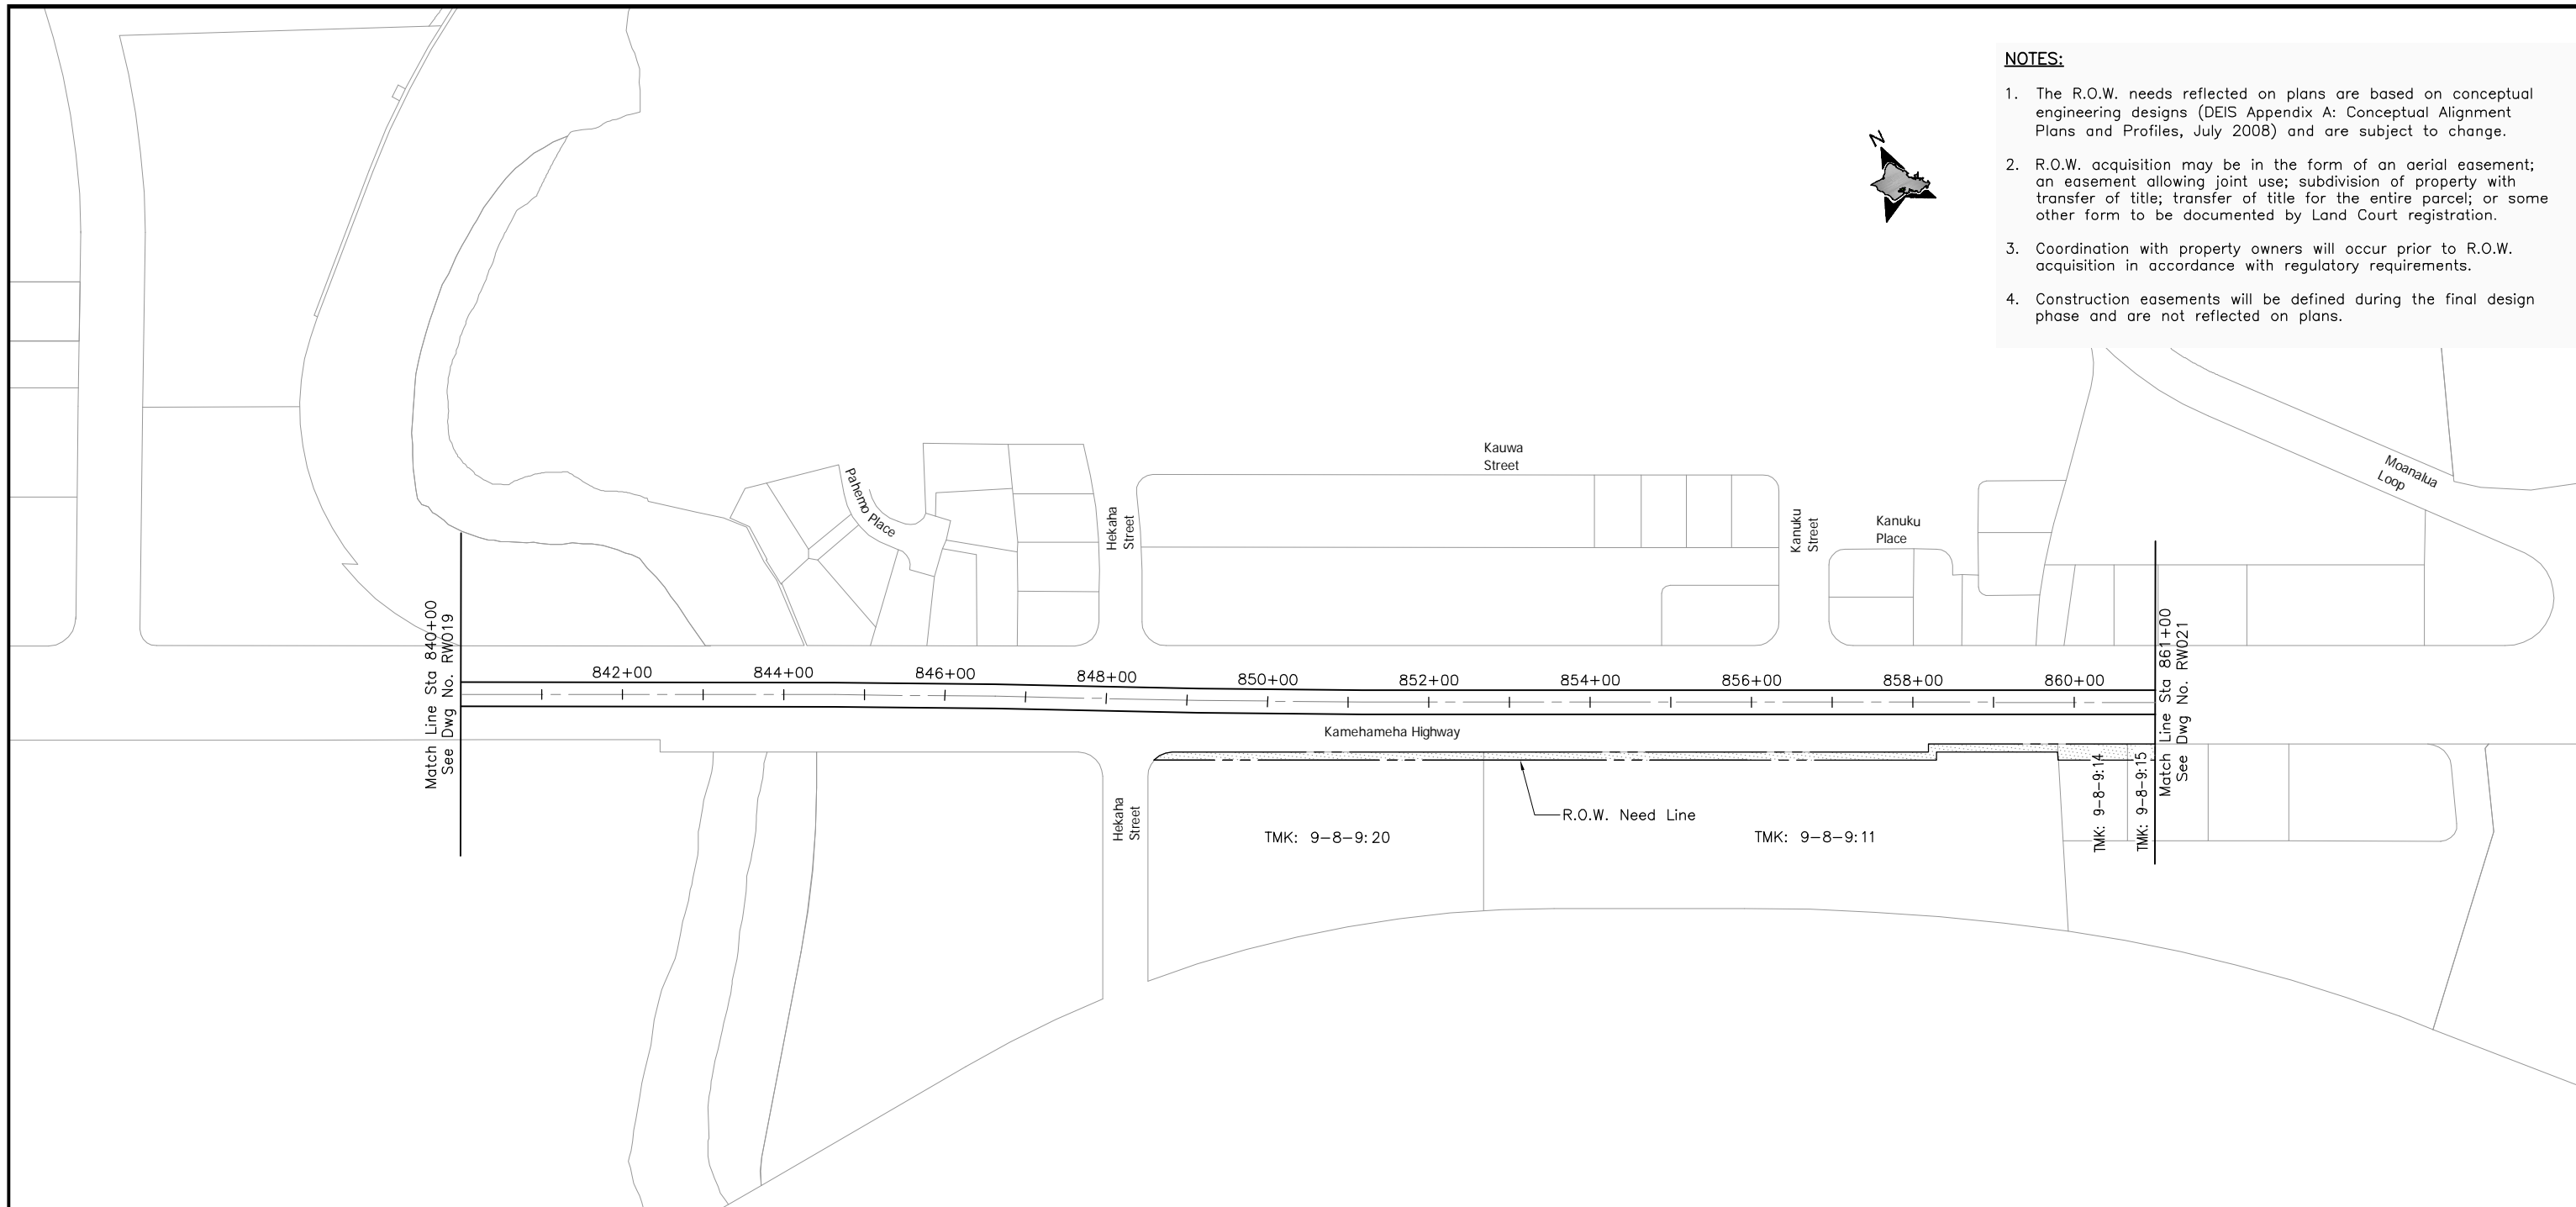 NOTES:
1. The R.O.W. needs reflected on plans are based on conceptual
engineering designs (DEIS Appendix A: Conceptual Alignment
Plans and Profiles, July 2008) and are subject to change.
2. R.O.W. acquisition may be in the form of an aerial easement;
an easement allowing joint use; subdivision of property with
transfer of title; transfer of title for the entire parcel; or some
other form to be documented by Land Court registration.
3. Coordination with property owners will occur prior to R.O.W.
acquisition in accordance with regulatory requirements.
4. Construction easements will be defined during the final design
phase and are not reflected on plans.
N
Kauwa
Street
Moanalua
Loop
Pahemo Place
Hekaha
Street
Kanuku
Street
Kanuku
Place
Match Line Sta 840+00
See Dwg No. RW019
842+00
844+00
846+00
848+00
850+00
852+00
854+00
856+00
858+00
860+00
Match Line Sta 861+00
See Dwg No. RW021
Kamehameha Highway
Hekaha
Street
R.O.W. Need Line
TMK: 9-8-9:20
TMK: 9-8-9:11
TMK: 9-8-9:14
TMK: 9-8-9:15